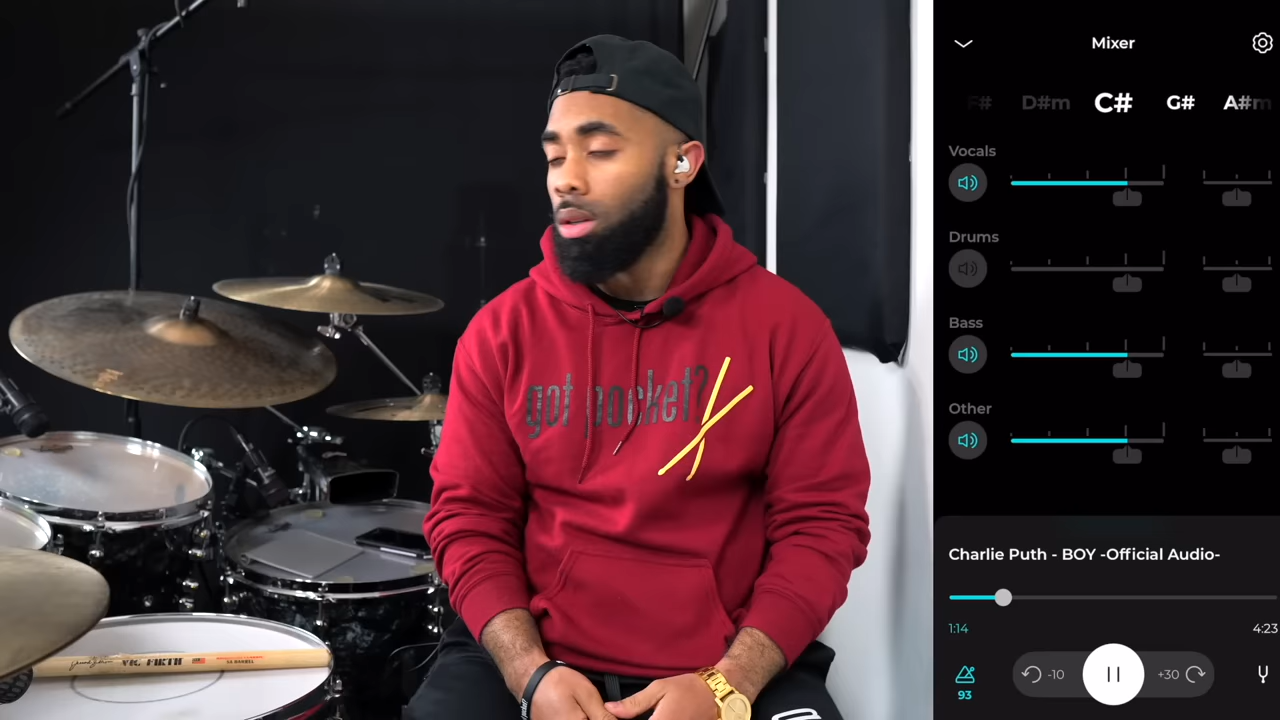 Mixer
D#m
C#
G#
A#m
Vocals
Drums
Bass
Other
Charlie Puth - BOY -Official Audio-
1:14
4:23
93
-10
+30
got pocket?
VIC FIRTH